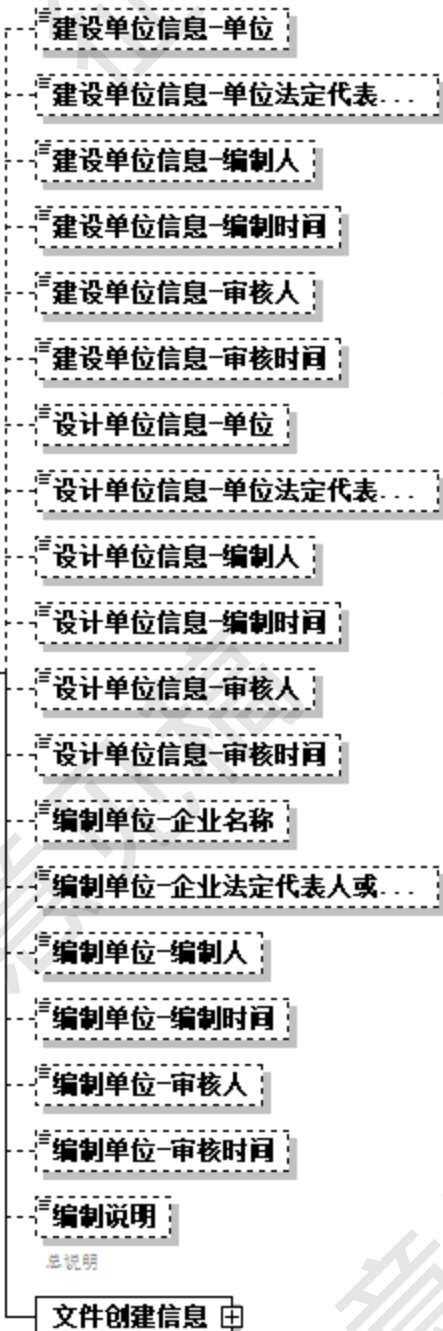 建设单位信息-单位
建设单位信息-单位法定代表...
建设单位信息-编制人
建设单位信息-编制时间
建设单位信息-审核人
建设单位信息-审核时间
设计单位信息-单位
设计单位信息-单位法定代表...
设计单位信息-编制人
设计单位信息-编制时间
设计单位信息-审核人
设计单位信息-审核时间
编制单位-企业名称
编制单位-企业法定代表人或...
编制单位-编制人
编制单位-编制时间
编制单位-审核人
编制单位-审核时间
编制说明
总说明
文件创建信息
意见稿